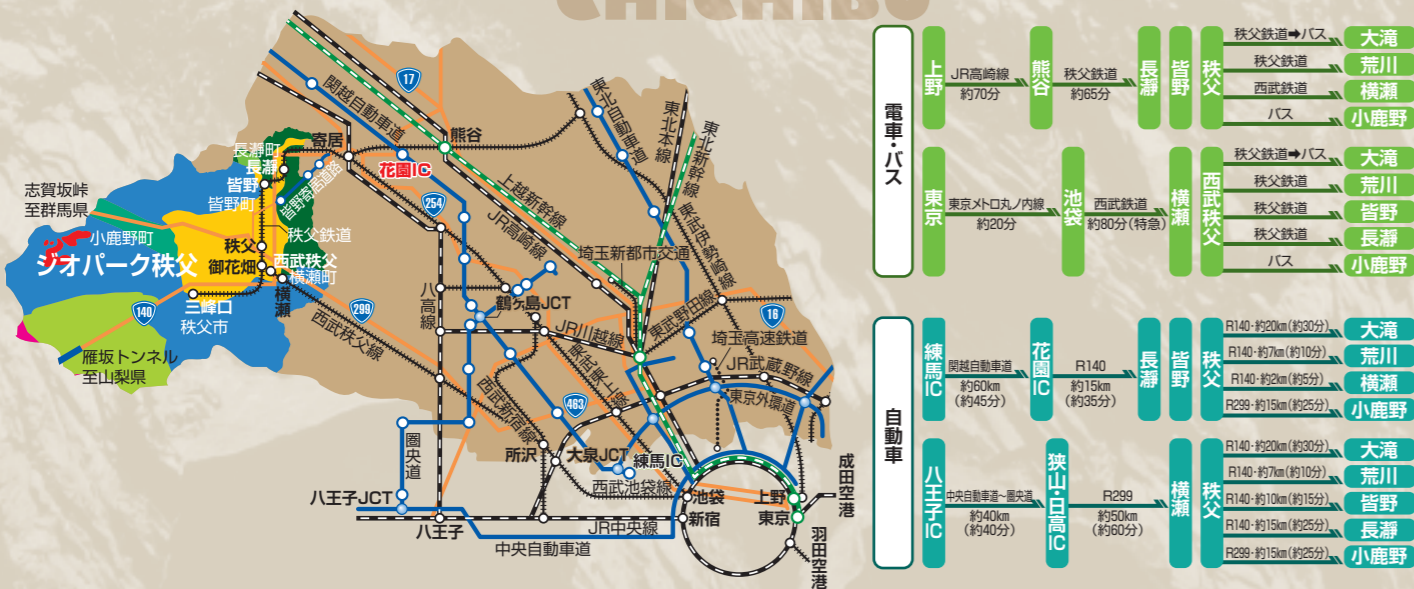 CHICHIBU
17
関越自動車道
東北自動車道
東北本線
東北新幹線
熊谷
寄居
花園IC
長瀞町
長瀞
皆野
皆野町
皆野寄居道路
志賀坂峠
至群馬県
小鹿野町
秩父鉄道
ジオパーク秩父
秩父
御花畑
西武秩父
横瀬町
横瀬
三峰口
秩父市
140
雁坂トンネル
至山梨県
254
上越新幹線
JR高崎線
埼玉新都市交通
東武伊勢崎線
東武野田線
299
西武秩父線
八高線
鶴ヶ島JCT
JR川越線
東武東上線
16
埼玉高速鉄道
JR武蔵野線
東京外環道
西武新宿線
463
圏央道
所沢
大泉JCT
練馬IC
西武池袋線
八王子JCT
八王子
JR中央線
中央自動車道
池袋
新宿
上野
東京
成田空港
羽田空港
電車・バス
上野
JR高崎線
約70分
熊谷
秩父鉄道
約65分
長瀞
皆野
秩父
秩父鉄道➡バス
大滝
秩父鉄道
荒川
西武鉄道
横瀬
バス
小鹿野
東京
東京メトロ丸ノ内線
約20分
池袋
西武鉄道
約80分(特急)
横瀬
西武秩父
秩父鉄道➡バス
大滝
秩父鉄道
荒川
秩父鉄道
皆野
秩父鉄道
長瀞
バス
小鹿野
自動車
練馬IC
関越自動車道
約60km
(約45分)
花園IC
R140
約15km
(約35分)
長瀞
皆野
秩父
R140・約20km(約30分)
大滝
R140・約7km(約10分)
荒川
R140・約2km(約5分)
横瀬
R299・約15km(約25分)
小鹿野
八王子IC
中央自動車道〜圏央道
約40km
(約40分)
狭山・日高IC
R299
約50km
(約60分)
横瀬
秩父
R140・約20km(約30分)
大滝
R140・約7km(約10分)
荒川
R140・約10km(約15分)
皆野
R140・約15km(約25分)
長瀞
R299・約15km(約25分)
小鹿野